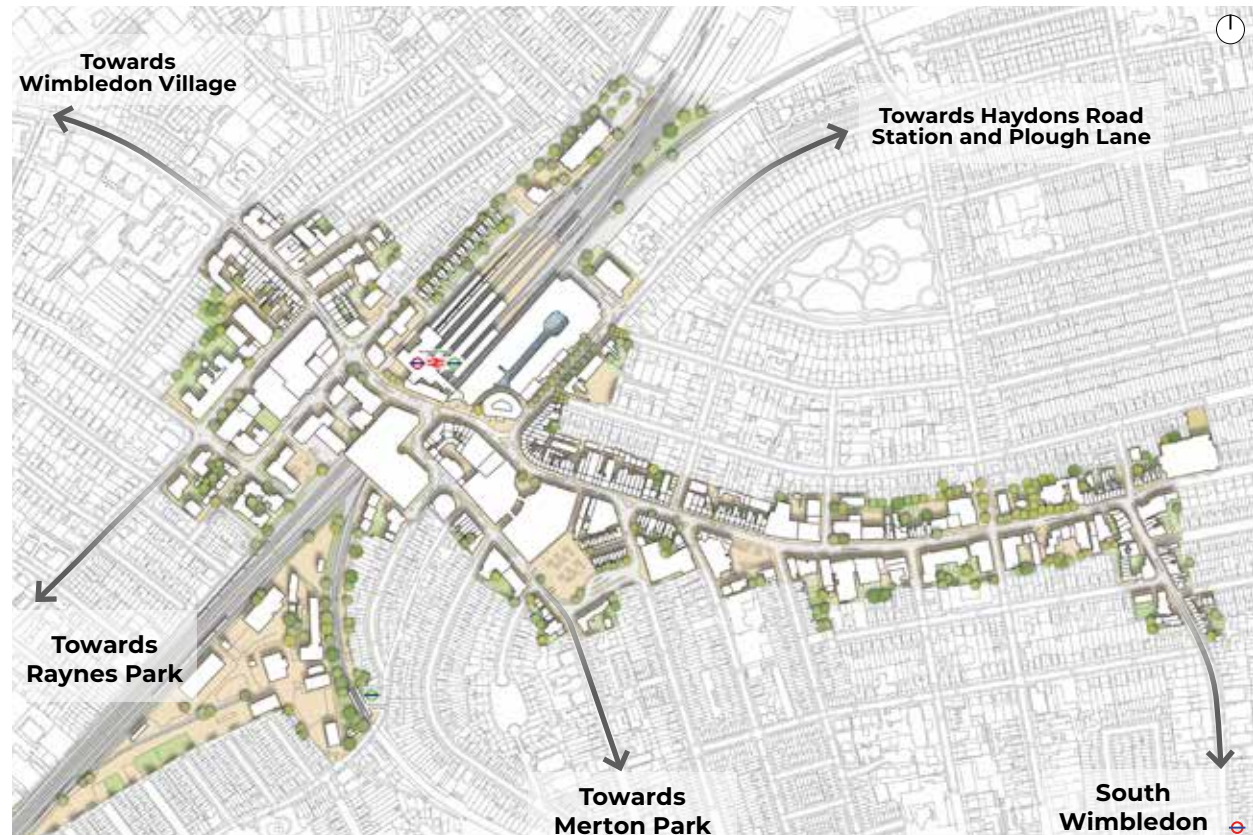 Towards
Wimbledon Village
Towards Haydons Road
Station and Plough Lane
Towards
Raynes Park
Towards
Merton Park
South
Wimbledon